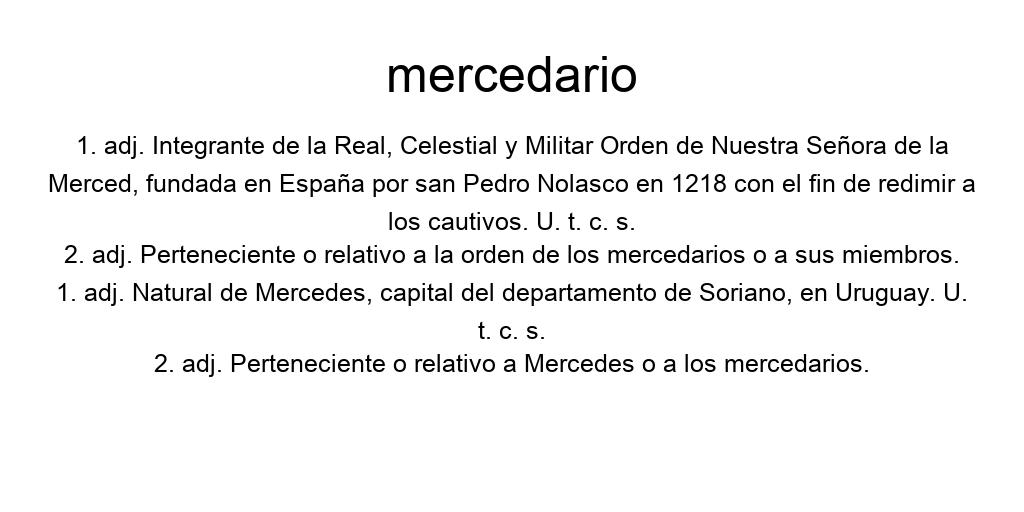 mercedario
1. adj. Integrante de la Real, Celestial y Militar Orden de Nuestra Señora de la
Merced, fundada en España por san Pedro Nolasco en 1218 con el fin de redimir a
los cautivos. U. t. c. s.
2. adj. Perteneciente o relativo a la orden de los mercedarios o a sus miembros.
1. adj. Natural de Mercedes, capital del departamento de Soriano, en Uruguay. U.
t. c. s.
2. adj. Perteneciente o relativo a Mercedes o a los mercedarios.